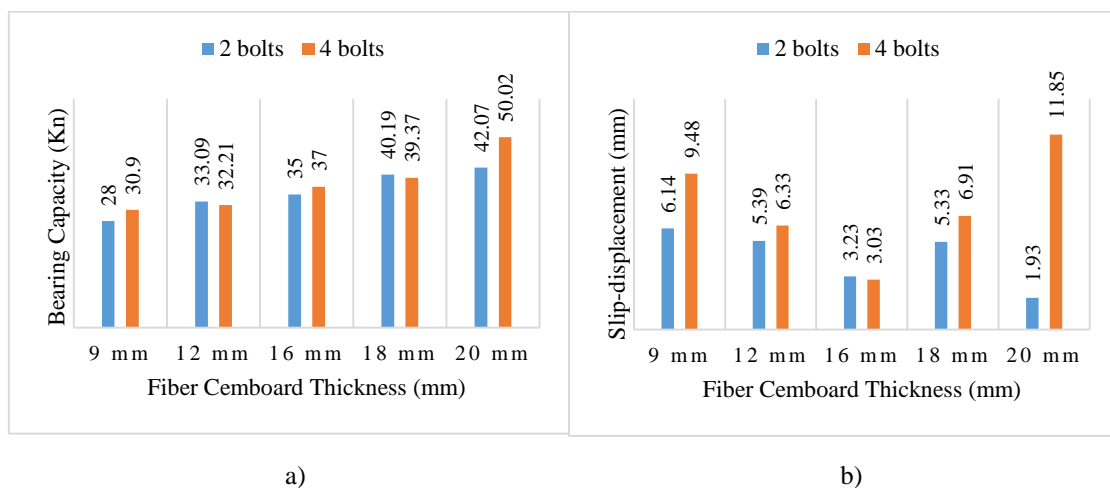 2 bolts 4 bolts
Bearing Capacity (Kn)
28
30.9
33.09
32.21
35
37
40.19
39.37
42.07
50.02
9 mm 12 mm 16 mm 18 mm 20 mm
Fiber Cemboard Thickness (mm)
a)
2 bolts 4 bolts
Slip-displacement (mm)
6.14
9.48
5.39
6.33
3.23
3.03
5.33
6.91
1.93
11.85
9 mm 12 mm 16 mm 18 mm 20 mm
Fiber Cemboard Thickness (mm)
b)